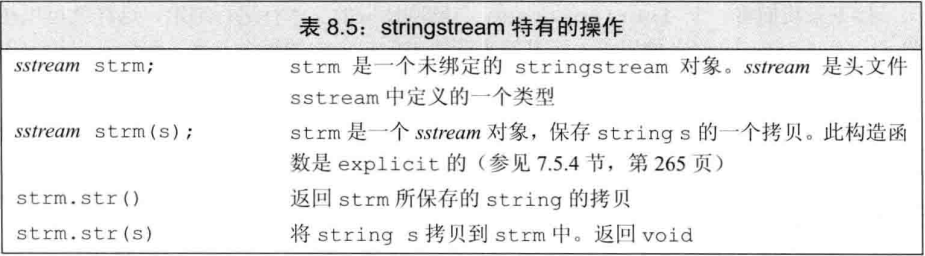 表 8.5：stringstream 特有的操作
sstream strm;	strm 是一个未绑定的 stringstream 对象。sstream 是头文件
sstream 中定义的一个类型
sstream strm(s);	strm 是一个 sstream 对象，保存 string s 的一个拷贝。此构造函
数是 explicit 的（参见 7.5.4 节，第 265 页）
strm.str()	返回 strm 所保存的 string 的拷贝
strm.str(s)	将 string s 拷贝到 strm 中。返回 void